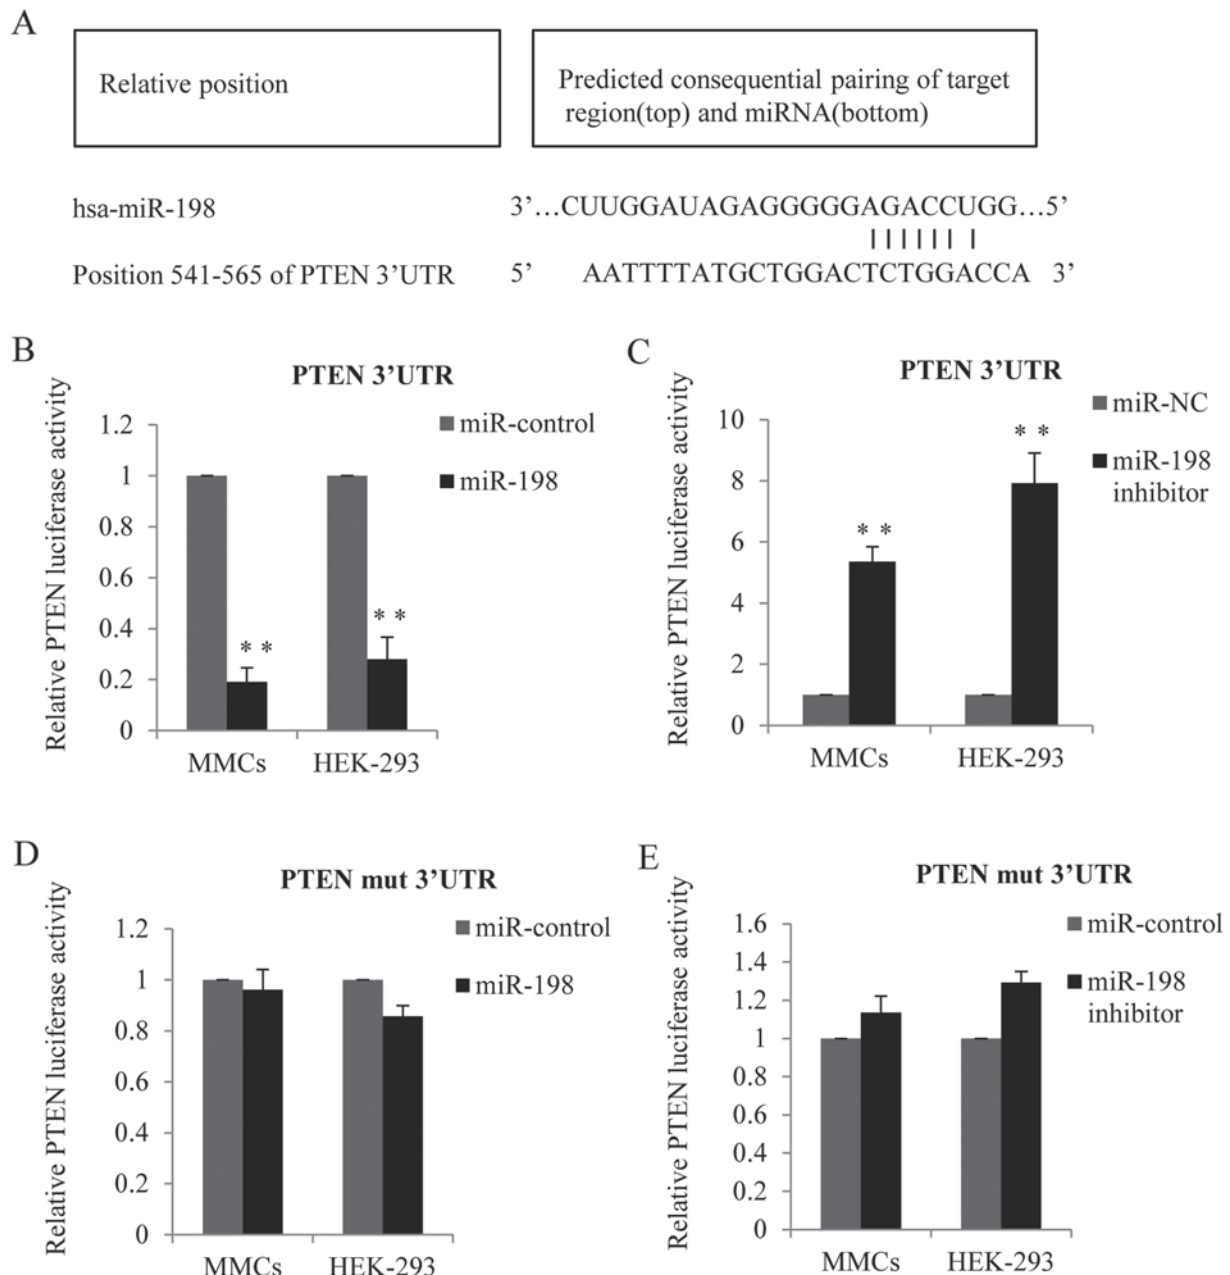 A
Relative position
Predicted consequential pairing of target
region(top) and miRNA(bottom)
hsa-miR-198
3’…CUUGGAUAGAGGGGGAGACCUGG…5’
Position 541-565 of PTEN 3’UTR
5’ AATTTTATGCTGGACTCTGGACCA 3’
B
PTEN 3’UTR
Relative PTEN luciferase activity
miR-control
miR-198
1.2
1
0.8
0.6
0.4
0.2
0
* *
* *
MMCs
HEK-293
C
PTEN 3’UTR
Relative PTEN luciferase activity
miR-NC
miR-198
inhibitor
10
8
6
4
2
0
* *
* *
MMCs
HEK-293
D
PTEN mut 3’UTR
Relative PTEN luciferase activity
miR-control
miR-198
1.2
1
0.8
0.6
0.4
0.2
0
MMCs
HEK-293
E
PTEN mut 3’UTR
Relative PTEN luciferase activity
miR-control
miR-198
inhibitor
1.6
1.4
1.2
1
0.8
0.6
0.4
0.2
0
MMCs
HEK-293